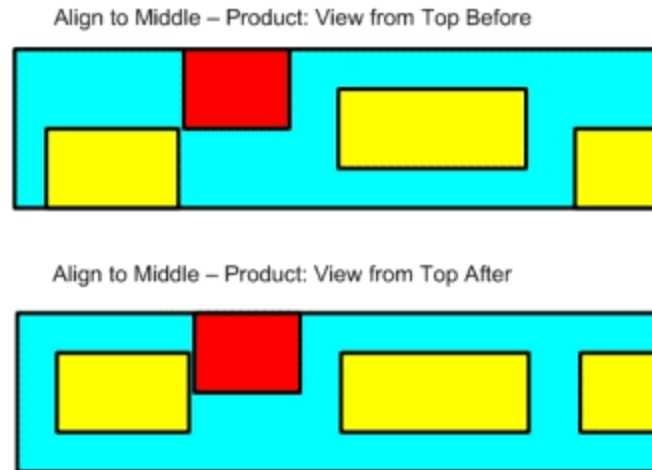 Align to Middle – Product: View from Top Before
Align to Middle – Product: View from Top After